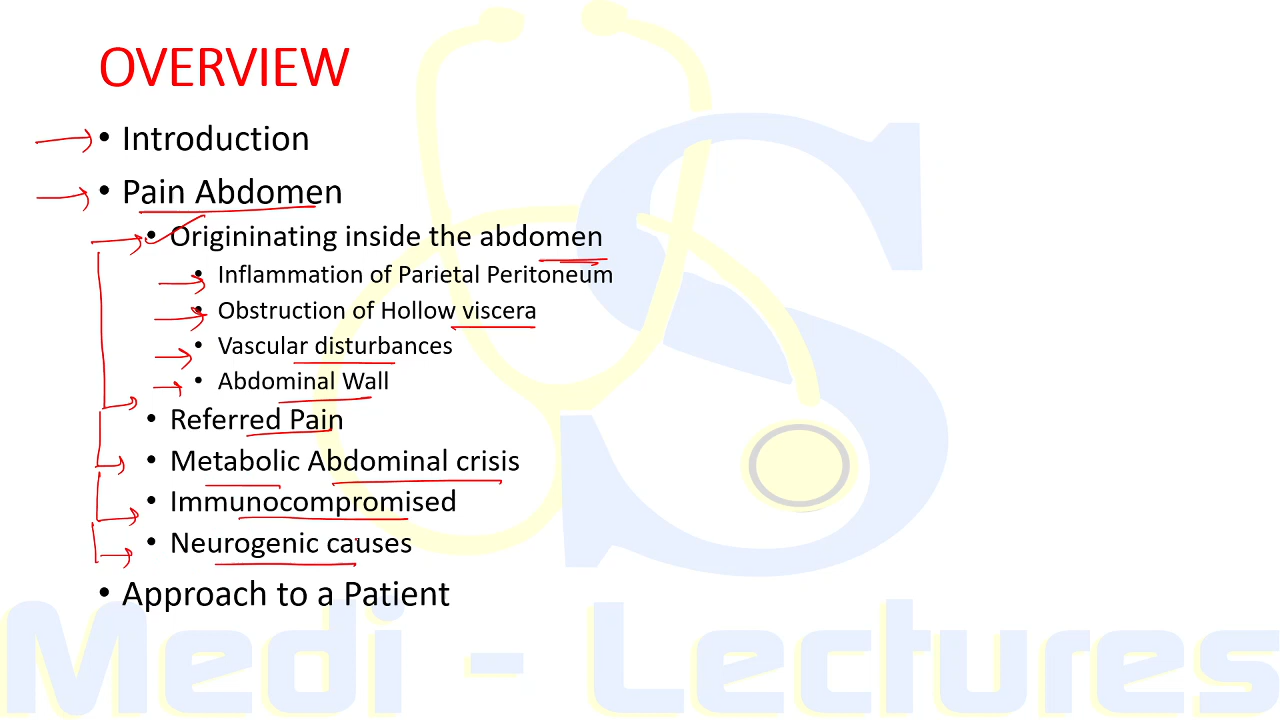 OVERVIEW
• Introduction
• Pain Abdomen
• Origininating inside the abdomen
• Inflammation of Parietal Peritoneum
• Obstruction of Hollow viscera
• Vascular disturbances
• Abdominal Wall
• Referred Pain
• Metabolic Abdominal crisis
• Immunocompromised
• Neurogenic causes
• Approach to a Patient
Medi - Lectures